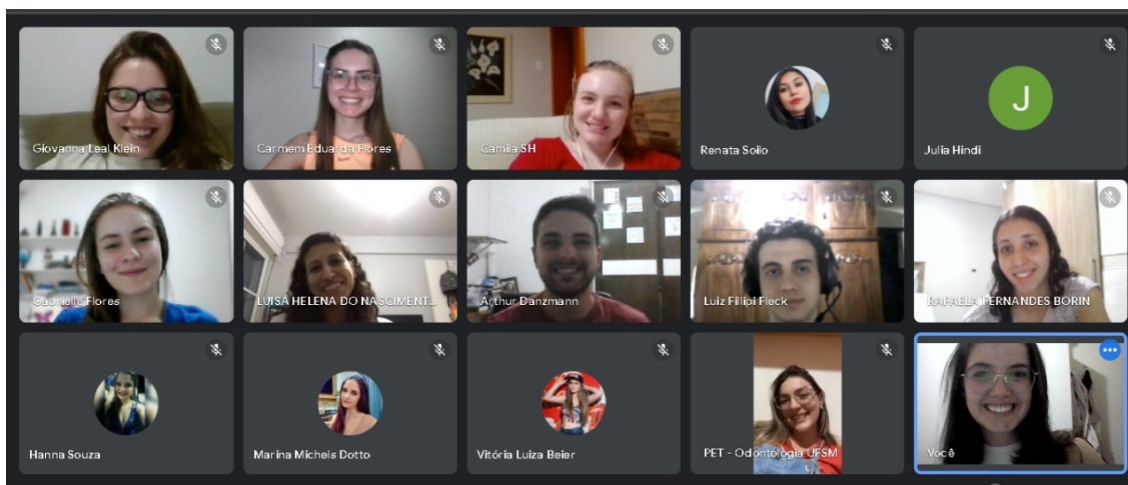 Giovanna Leal Klein
Carmem Eduarda Flores
Camila SH
Renata Soilo
J
Julia Hindi
Gabrielle Flores
LUISA HELENA DO NASCIMENT...
Arthur Danzmann
Luiz Fillipi Fleck
RAFAELA FERNANDES BORIN
Hanna Souza
Marina Michels Dotto
Vitória Luiza Beier
PET - Odontologia UFSM
Você